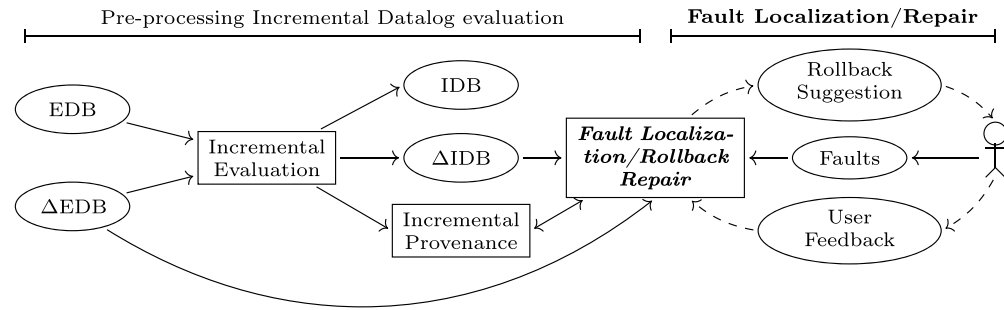 Pre-processing Incremental Datalog evaluation
Fault Localization/Repair
EDB
ΔEDB
Incremental
Evaluation
IDB
ΔIDB
Incremental
Provenance
Fault Localiza-
tion/Rollback
Repair
Rollback
Suggestion
Faults
User
Feedback